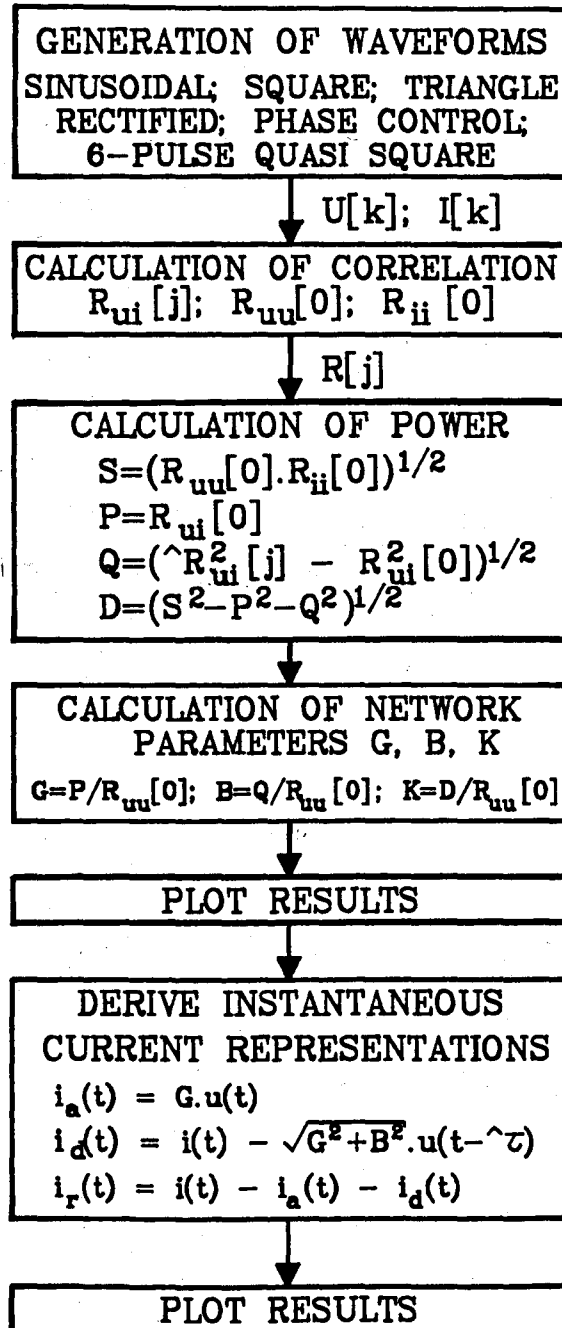 GENERATION OF WAVEFORMS
SINUSOIDAL; SQUARE; TRIANGLE
RECTIFIED; PHASE CONTROL;
6-PULSE QUASI SQUARE
U[k]; I[k]
CALCULATION OF CORRELATION
R_ui[j]; R_uu[0]; R_ii[0]
R[j]
CALCULATION OF POWER
S=(R_uu[0].R_ii[0])^1/2
P=R_ui[0]
Q=(^R²_ui[j] - R²_ui[0])^1/2
D=(S²-P²-Q²)^1/2
CALCULATION OF NETWORK
PARAMETERS G, B, K
G=P/R_uu[0]; B=Q/R_uu[0]; K=D/R_uu[0]
PLOT RESULTS
DERIVE INSTANTANEOUS
CURRENT REPRESENTATIONS
i_a(t) = G.u(t)
i_d(t) = i(t) - √(G²+B²).u(t-^τ)
i_r(t) = i(t) - i_a(t) - i_d(t)
PLOT RESULTS